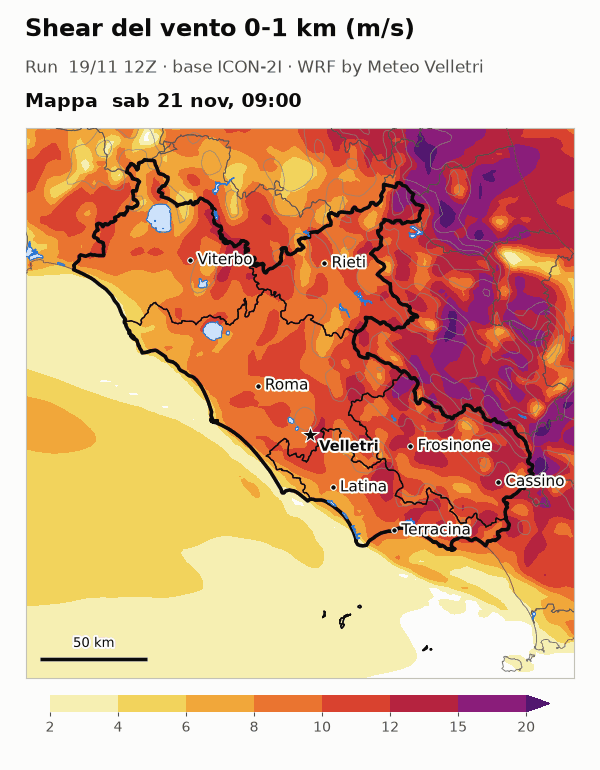 Shear del vento 0-1 km (m/s)
Run  19/11 12Z · base ICON-2I · WRF by Meteo Velletri
Mappa  sab 21 nov, 09:00
Viterbo
Rieti
Roma
Velletri
Frosinone
Latina
Cassino
Terracina
50 km
2 4 6 8 10 12 15 20